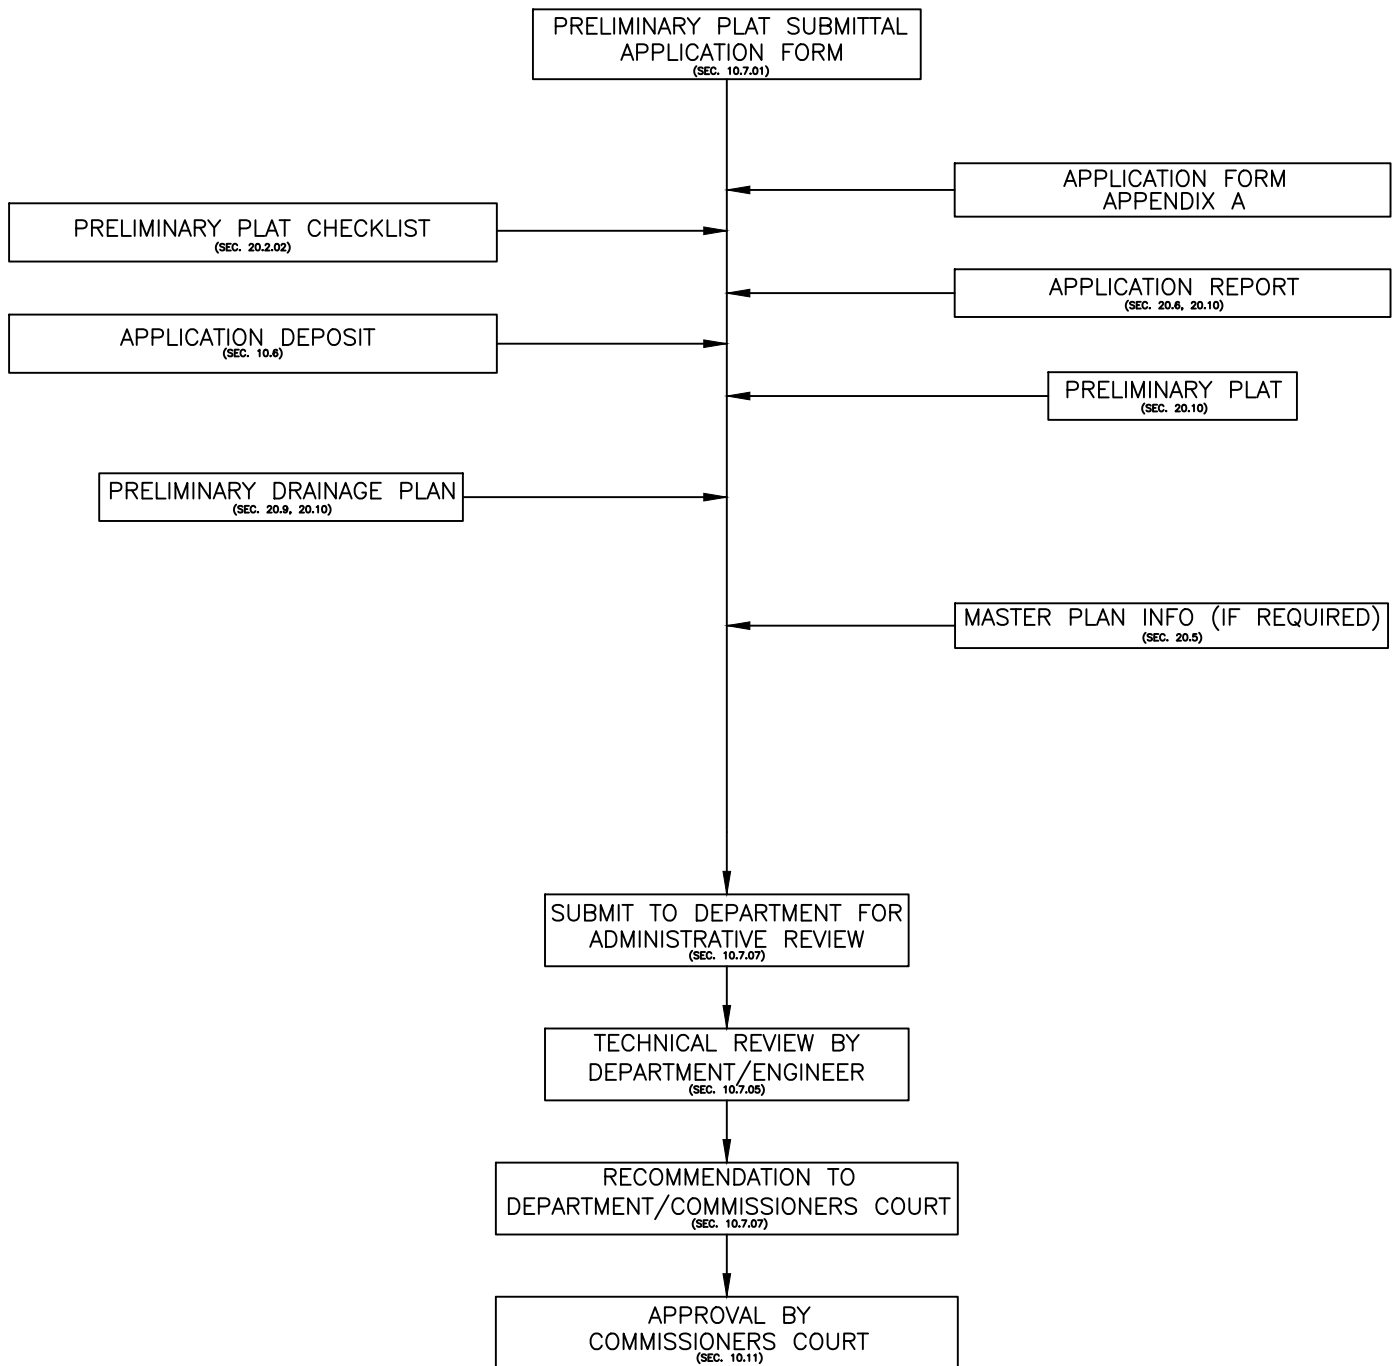 PRELIMINARY PLAT SUBMITTAL
APPLICATION FORM
(SEC. 10.7.01)
APPLICATION FORM
APPENDIX A
PRELIMINARY PLAT CHECKLIST
(SEC. 20.2.02)
APPLICATION REPORT
(SEC. 20.6, 20.10)
APPLICATION DEPOSIT
(SEC. 10.6)
PRELIMINARY PLAT
(SEC. 20.10)
PRELIMINARY DRAINAGE PLAN
(SEC. 20.9, 20.10)
MASTER PLAN INFO (IF REQUIRED)
(SEC. 20.5)
SUBMIT TO DEPARTMENT FOR
ADMINISTRATIVE REVIEW
(SEC. 10.7.07)
TECHNICAL REVIEW BY
DEPARTMENT/ENGINEER
(SEC. 10.7.05)
RECOMMENDATION TO
DEPARTMENT/COMMISSIONERS COURT
(SEC. 10.7.07)
APPROVAL BY
COMMISSIONERS COURT
(SEC. 10.11)